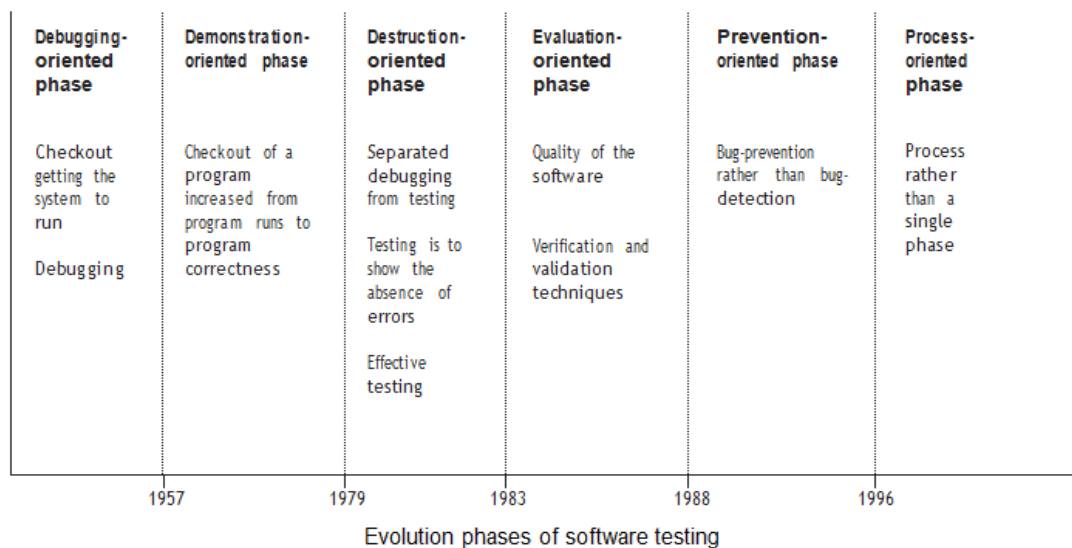 Debugging-
oriented
phase
Checkout
getting the
system to
run
Debugging
Demonstration-
oriented phase
Checkout of a
program
increased from
program runs to
program
correctness
Destruction-
oriented
phase
Separated
debugging
from testing
Testing is to
show the
absence of
errors
Effective
testing
Evaluation-
oriented
phase
Quality of the
software
Verification and
validation
techniques
Prevention-
oriented phase
Bug-prevention
rather than bug-
detection
Process-
oriented
phase
Process
rather
than a
single
phase
1957
1979
1983
1988
1996
Evolution phases of software testing